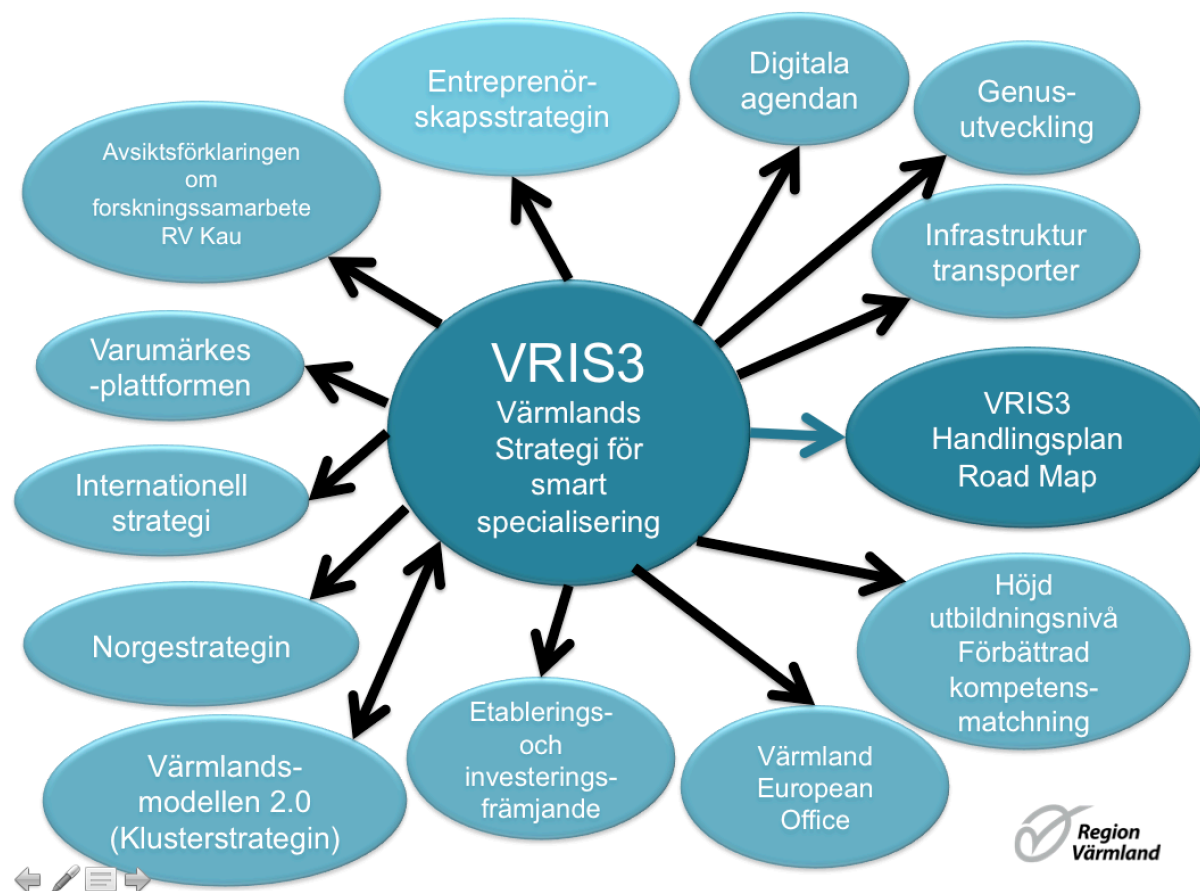 Entreprenör-
skapsstrategin
Digitala
agendan
Genus-
utveckling
Avsiktsförklaringen
om
forskningssamarbete
RV Kau
Infrastruktur
transporter
Varumärkes
-plattformen
VRIS3
Värmlands
Strategi för
smart
specialisering
VRIS3
Handlingsplan
Road Map
Internationell
strategi
Norgestrategin
Höjd
utbildningsnivå
Förbättrad
kompetens-
matchning
Värmlands-
modellen 2.0
(Klusterstrategin)
Etablerings-
och
investerings-
främjande
Värmland
European
Office
Region
Värmland